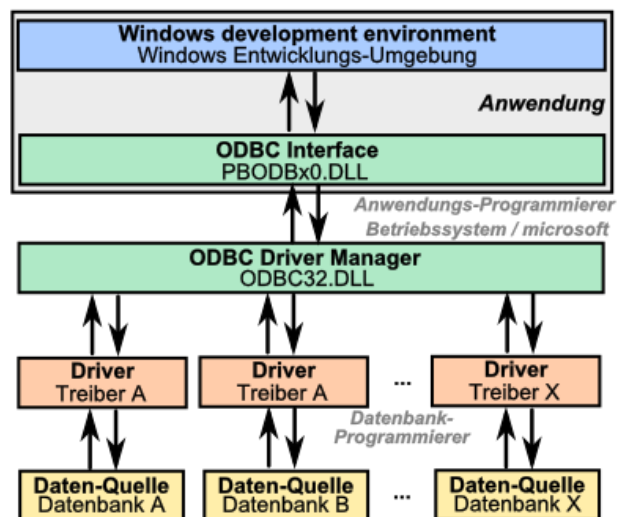 Windows development environment
Windows Entwicklungs-Umgebung
Anwendung
ODBC Interface
PBODBx0.DLL
Anwendungs-Programmierer
Betriebssystem / microsoft
ODBC Driver Manager
ODBC32.DLL
Driver
Treiber A
Driver
Treiber A
...
Driver
Treiber X
Datenbank-
Programmierer
Daten-Quelle
Datenbank A
Daten-Quelle
Datenbank B
...
Daten-Quelle
Datenbank X